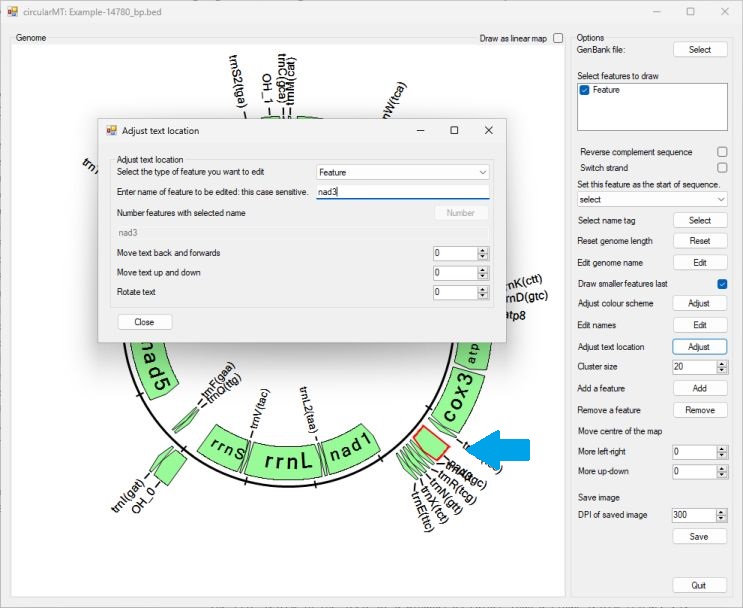 circularMT: Example-14780_bp.bed
Genome
Draw as linear map
trnS2(tga)
OH_1
trnC(gca)
trnM(cat)
trnW(tca)
Adjust text location
Adjust text location
Select the type of feature you want to edit
Feature
Enter name of feature to be edited: this case sensitive.
nad3
Number features with selected name
Number
nad3
Move text back and forwards
0
Move text up and down
0
Rotate text
0
Close
trnK(ctt)
trnD(gtc)
atp8
nad5
trnF(gaa)
trnQ(ttg)
trnV(tac)
trnL2(taa)
rrnS
rrnL
nad1
cox3
trnI(gat)
OH_0
trnR(tcg)
trnN(gtt)
trnX(tct)
trnE(ttc)
Options
GenBank file:
Select
Select features to draw
Feature
Reverse complement sequence
Switch strand
Set this feature as the start of sequence.
select
Select name tag
Select
Reset genome length
Reset
Edit genome name
Edit
Draw smaller features last
Adjust colour scheme
Adjust
Edit names
Edit
Adjust text location
Adjust
Cluster size
20
Add a feature
Add
Remove a feature
Remove
Move centre of the map
More left-right
0
More up-down
0
Save image
DPI of saved image
300
Save
Quit